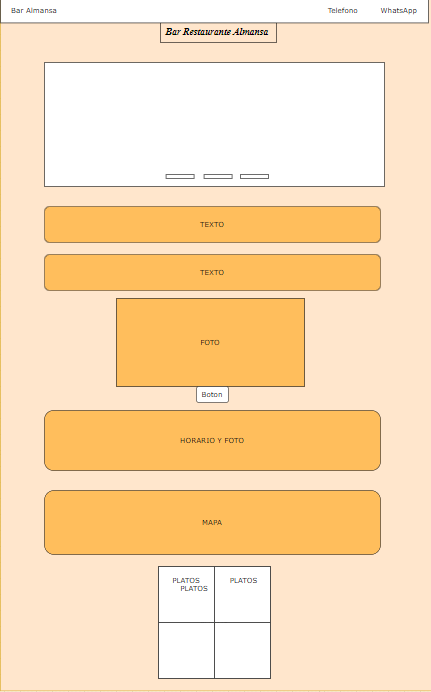 Bar Almansa
Telefono
WhatsApp
Bar Restaurante Almansa
TEXTO
TEXTO
FOTO
Boton
HORARIO Y FOTO
MAPA
PLATOS
PLATOS
PLATOS